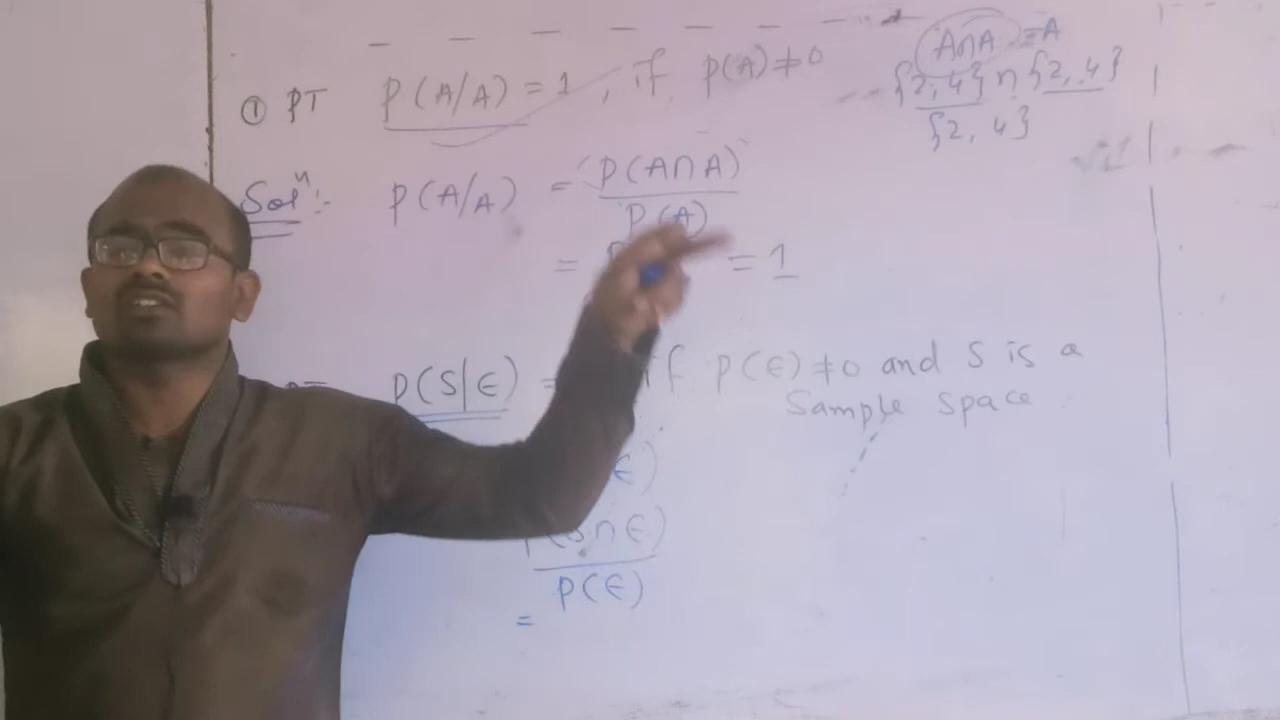 ① PT P(A/A) = 1 , if P(A) ≠ 0
A∩A = A
{2, 4} ∩ {2, 4}
{2, 4}
Solⁿ:- P(A/A) = P(A∩A)
P(A)
= = 1
P(S|E) = if P(E) ≠ 0 and S is a
Sample space
E)
P(S∩E)
P(E)
=